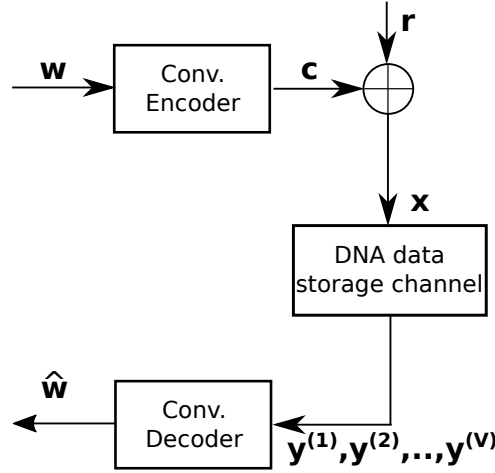 r
w
Conv.
Encoder
c
x
DNA data
storage channel
ŵ
Conv.
Decoder
y(1),y(2),..,y(V)